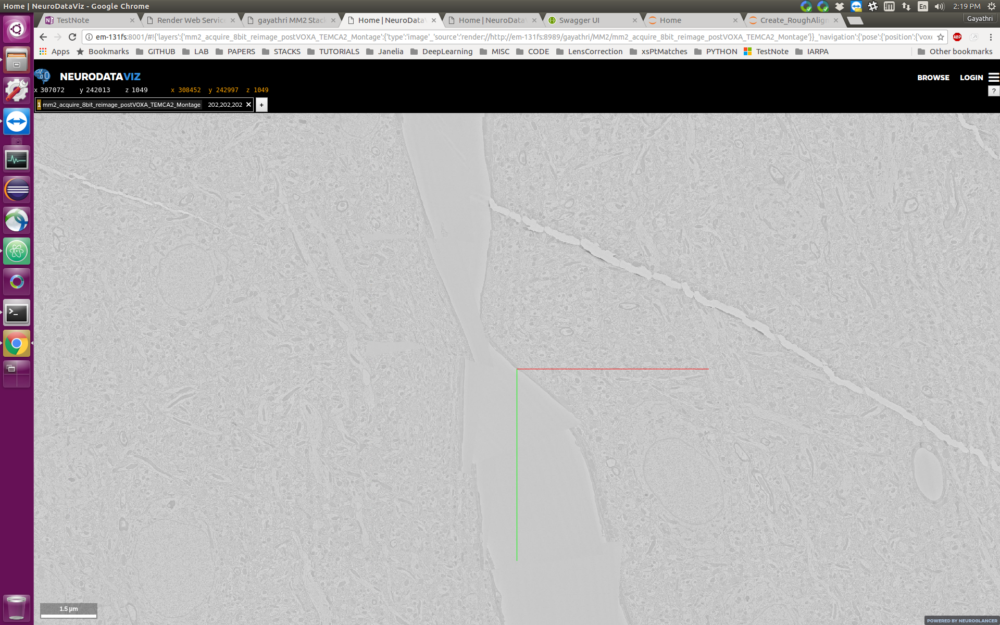 Home | NeuroDataViz - Google Chrome
En
2:19 PM
TestNote
Render Web Servic
gayathri MM2 Stac
Home | NeuroData
Home | NeuroData
Swagger UI
Home
Create_RoughAlig
Gayathri
em-131fs:8001/#!{'layers':{'mm2_acquire_8bit_reimage_postVOXA_TEMCA2_Montage':{'type':'image'_'source':'render://http://em-131fs:8989/gayathri/MM2/mm2_acquire_8bit_reimage_postVOXA_TEMCA2_Montage'}}_'navigation':{'pose':{'position':{'voxe
ABP
Apps
Bookmarks
GITHUB
LAB
PAPERS
STACKS
TUTORIALS
Janelia
DeepLearning
MISC
CODE
LensCorrection
xsPtMatches
PYTHON
TestNote
IARPA
Other bookmarks
NEURODATAVIZ
BROWSE
LOGIN
x 307072 y 242013 z 1049
x 308452 y 242997 z 1049
?
1 mm2_acquire_8bit_reimage_postVOXA_TEMCA2_Montage 202,202,202
+
1.5 µm
POWERED BY NEUROGLANCER